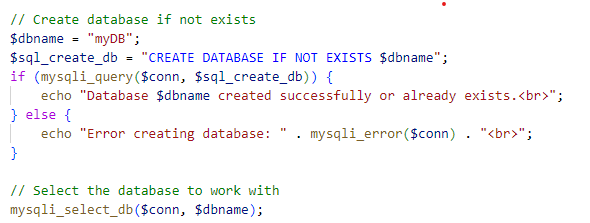 // Create database if not exists
$dbname = "myDB";
$sql_create_db = "CREATE DATABASE IF NOT EXISTS $dbname";
if (mysqli_query($conn, $sql_create_db)) {
    echo "Database $dbname created successfully or already exists.<br>";
} else {
    echo "Error creating database: " . mysqli_error($conn) . "<br>";
}

// Select the database to work with
mysqli_select_db($conn, $dbname);